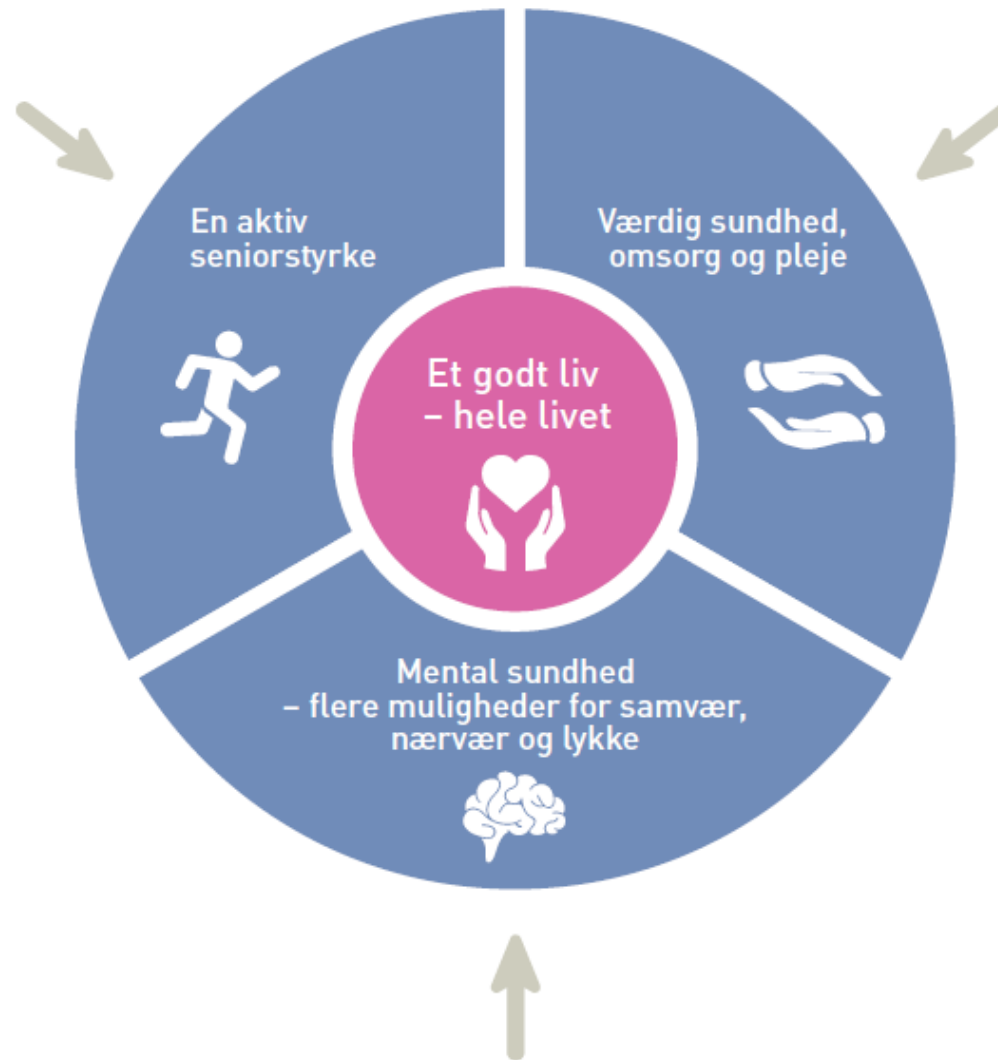 En aktiv
seniorstyrke
Værdig sundhed,
omsorg og pleje
Et godt liv
– hele livet
Mental sundhed
– flere muligheder for samvær,
nærvær og lykke